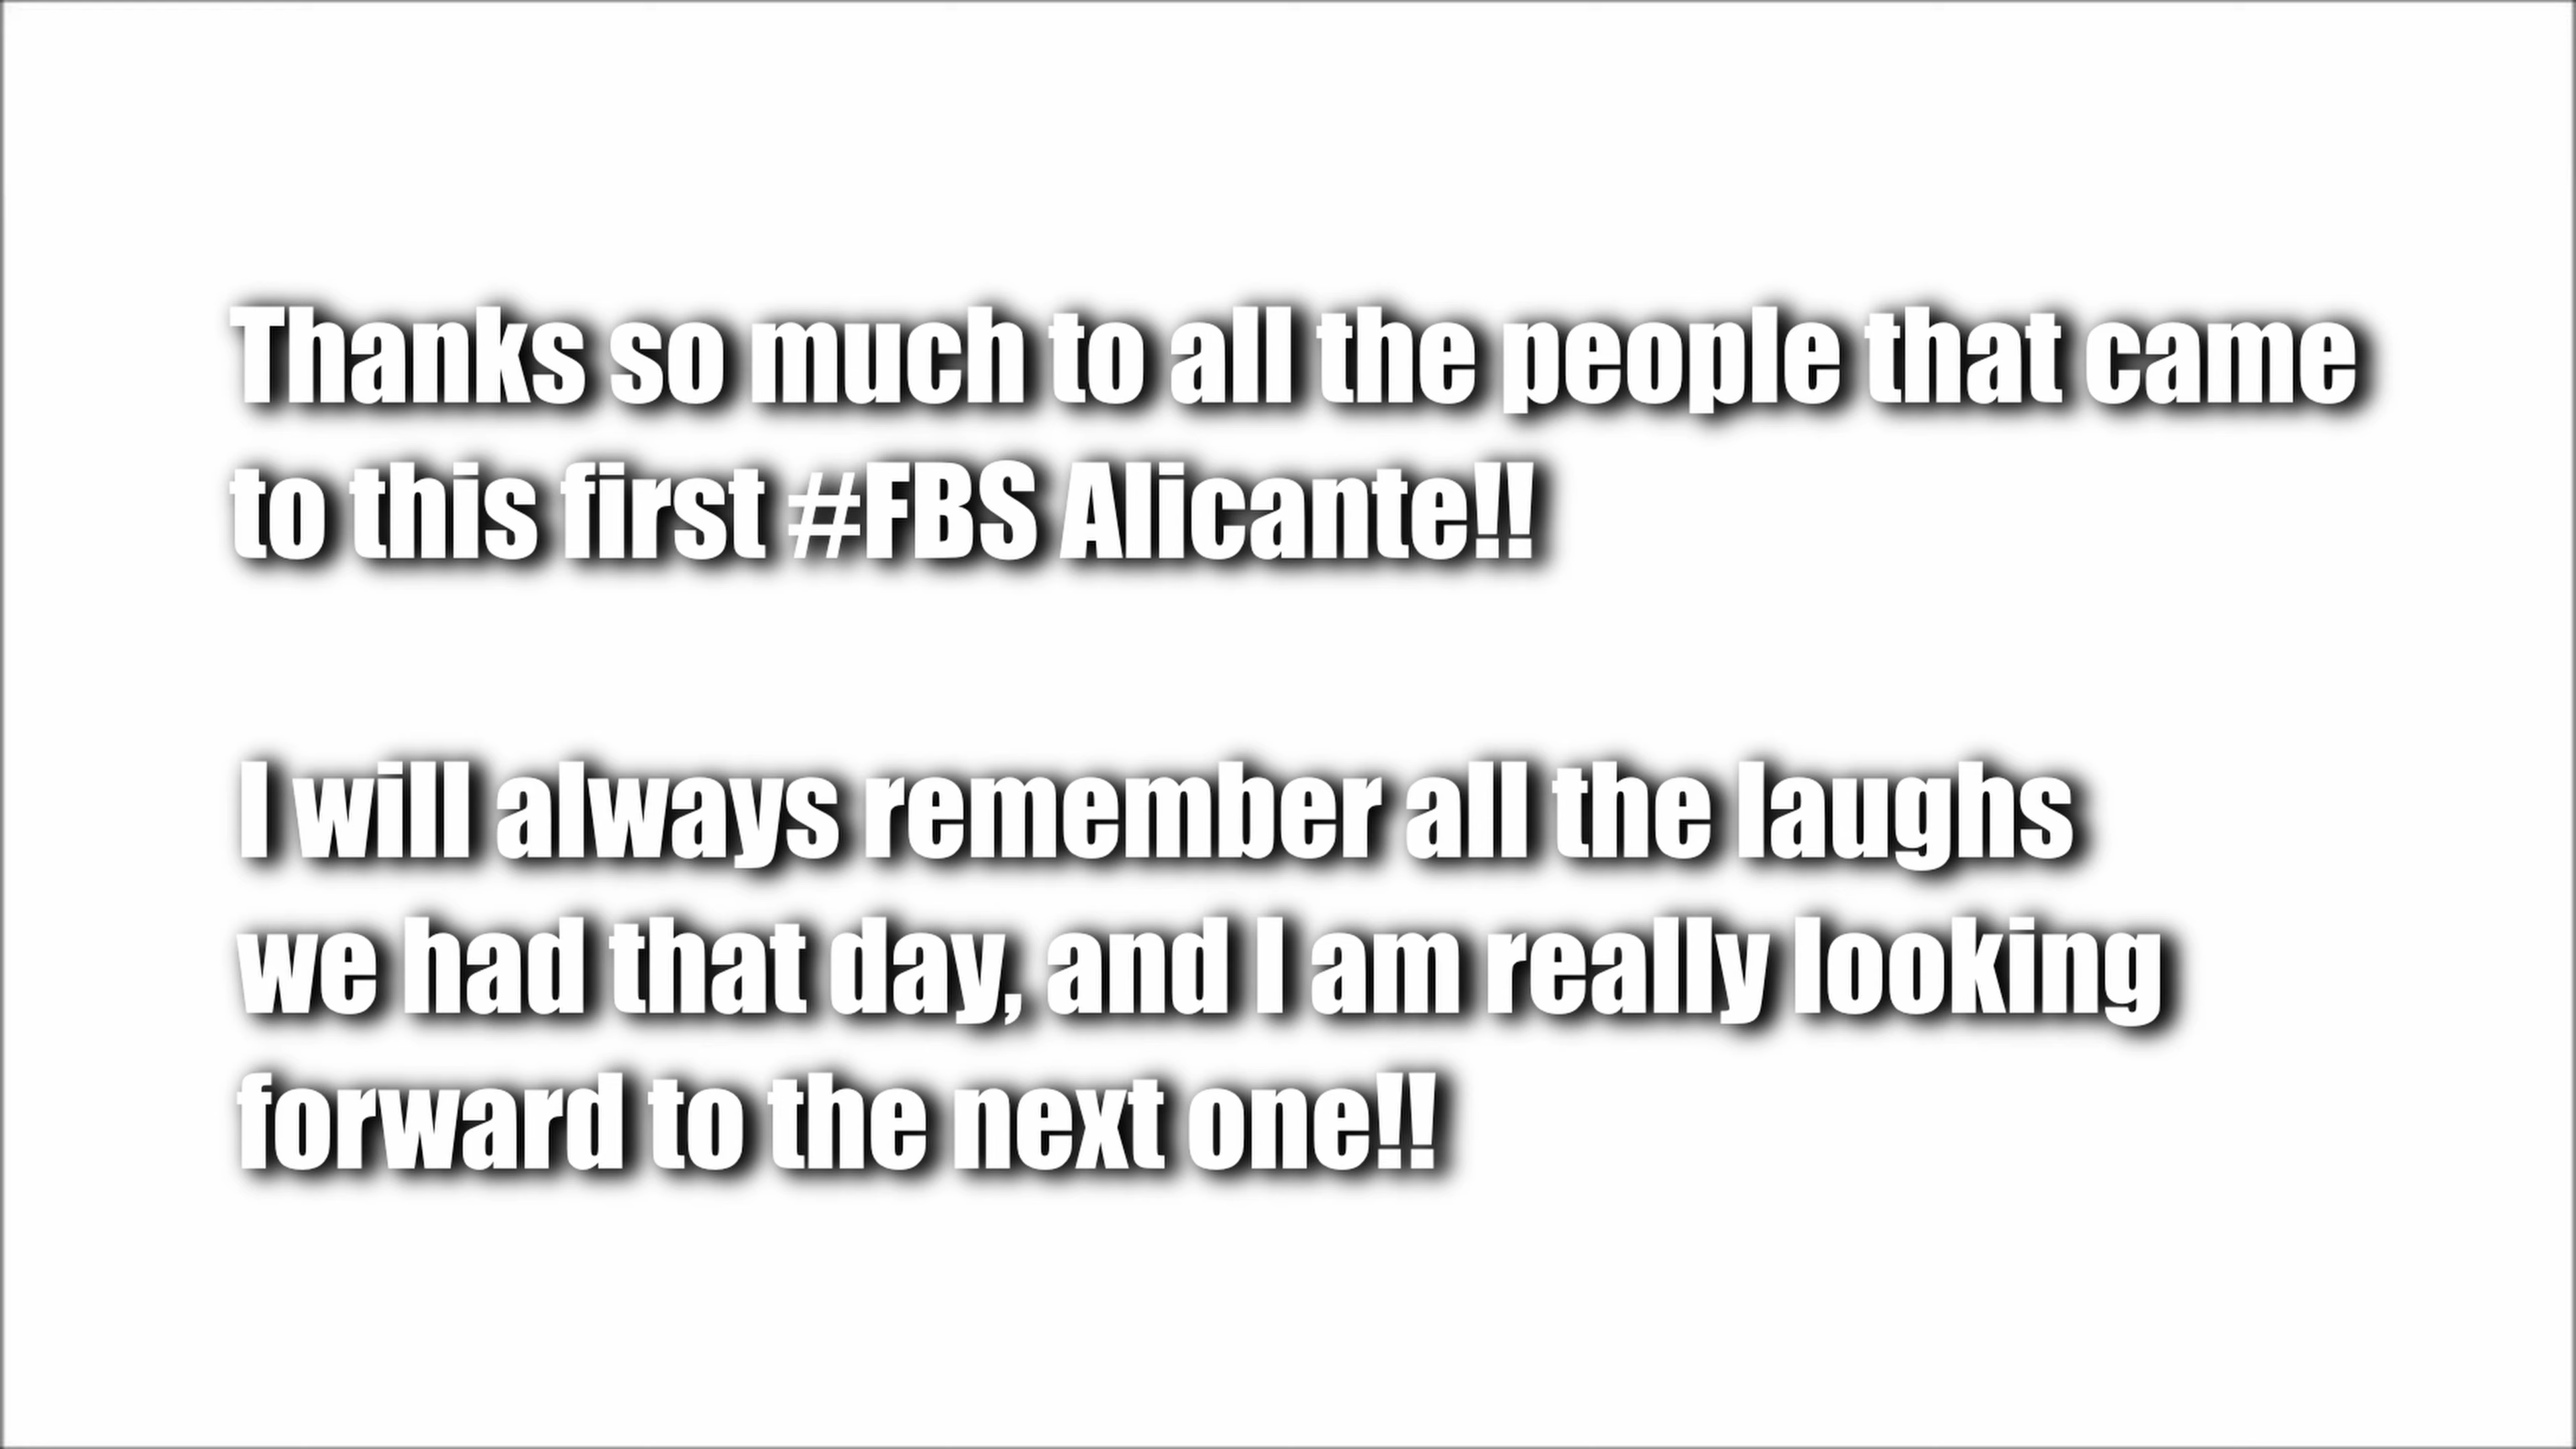 Thanks so much to all the people that came
to this first #FBS Alicante!!
I will always remember all the laughs
we had that day, and I am really looking
forward to the next one!!